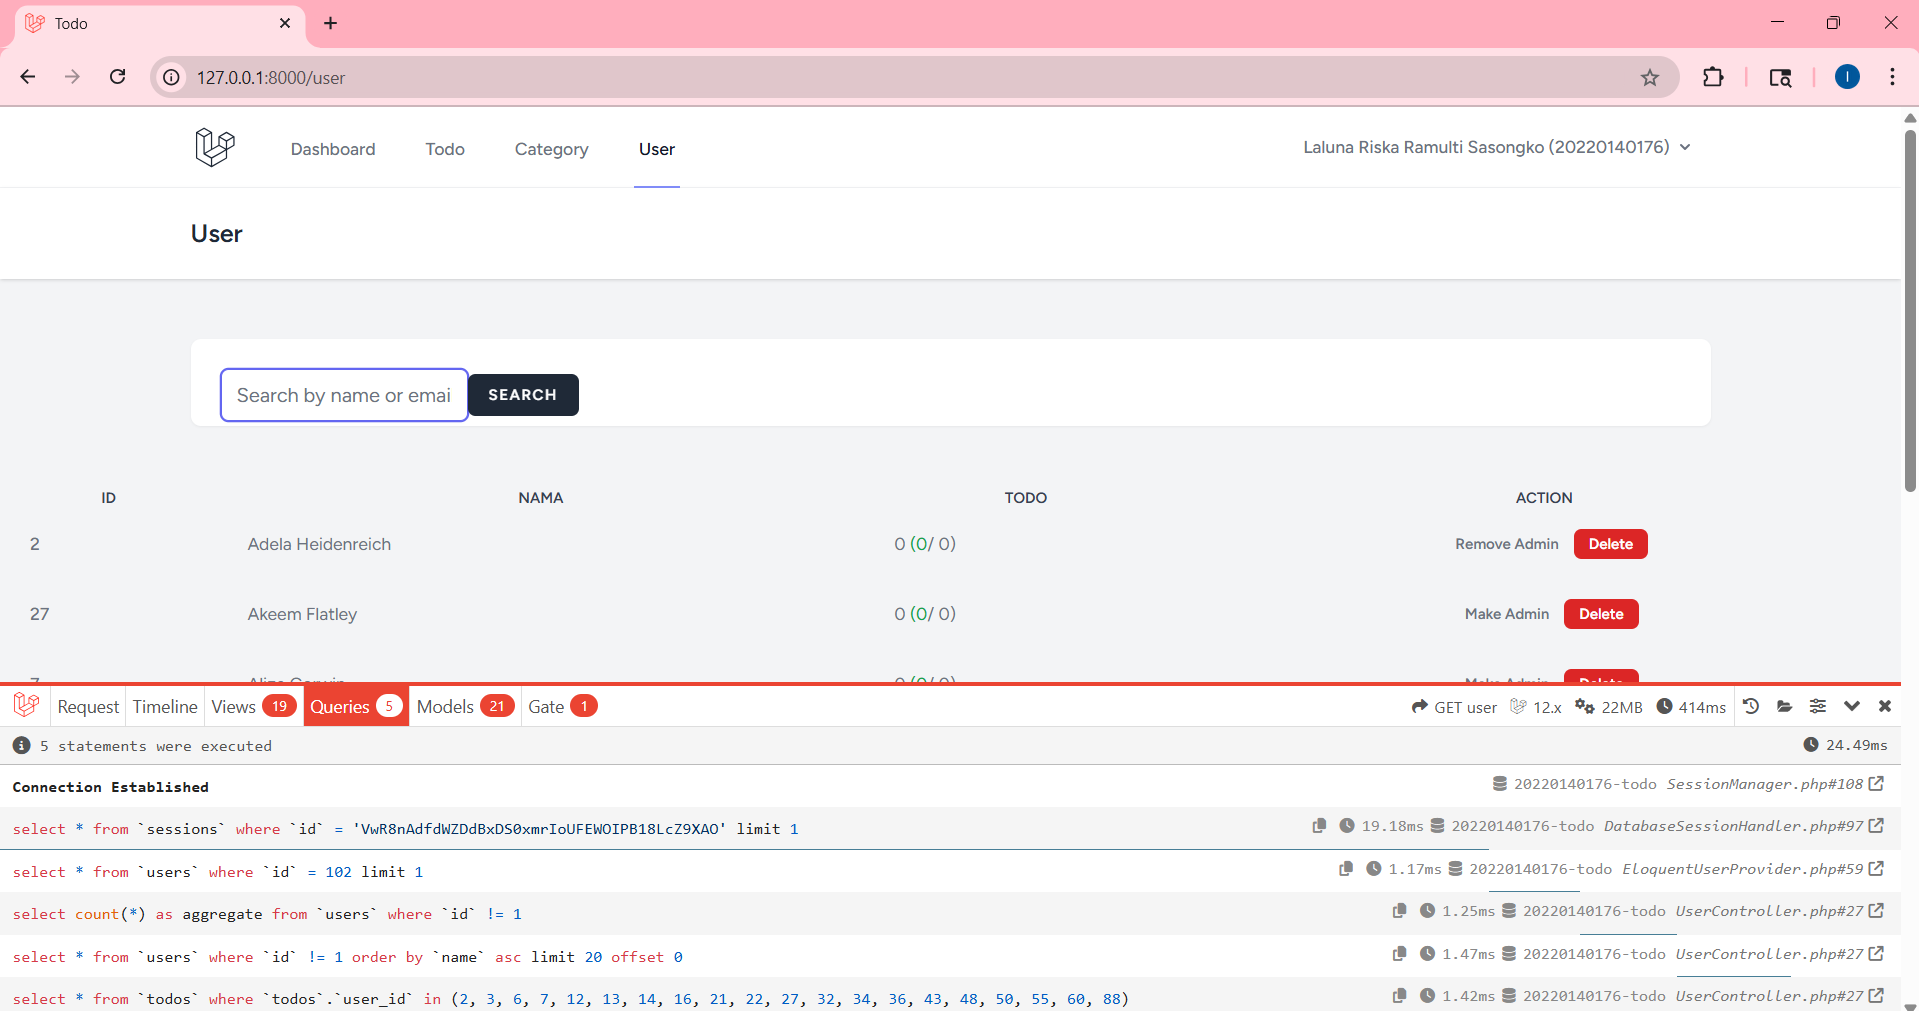 Todo
127.0.0.1:8000/user
I
Dashboard Todo Category User Laluna Riska Ramulti Sasongko (20220140176)
User
Search by name or emai SEARCH
ID NAMA TODO ACTION
2 Adela Heidenreich 0 (0/ 0) Remove Admin Delete
27 Akeem Flatley 0 (0/ 0) Make Admin Delete
7 0 (0/ 0) Make Admin Delete
Request Timeline Views 19 Queries 5 Models 21 Gate 1 GET user 12.x 22MB 414ms
5 statements were executed 24.49ms
Connection Established 20220140176-todo SessionManager.php#108
select * from `sessions` where `id` = 'VwR8nAdfdWZDdBxDS0xmrIoUFEWOIPB18LcZ9XAO' limit 1 19.18ms 20220140176-todo DatabaseSessionHandler.php#97
select * from `users` where `id` = 102 limit 1 1.17ms 20220140176-todo EloquentUserProvider.php#59
select count(*) as aggregate from `users` where `id` != 1 1.25ms 20220140176-todo UserController.php#27
select * from `users` where `id` != 1 order by `name` asc limit 20 offset 0 1.47ms 20220140176-todo UserController.php#27
select * from `todos` where `todos`.`user_id` in (2, 3, 6, 7, 12, 13, 14, 16, 21, 22, 27, 32, 34, 36, 43, 48, 50, 55, 60, 88) 1.42ms 20220140176-todo UserController.php#27